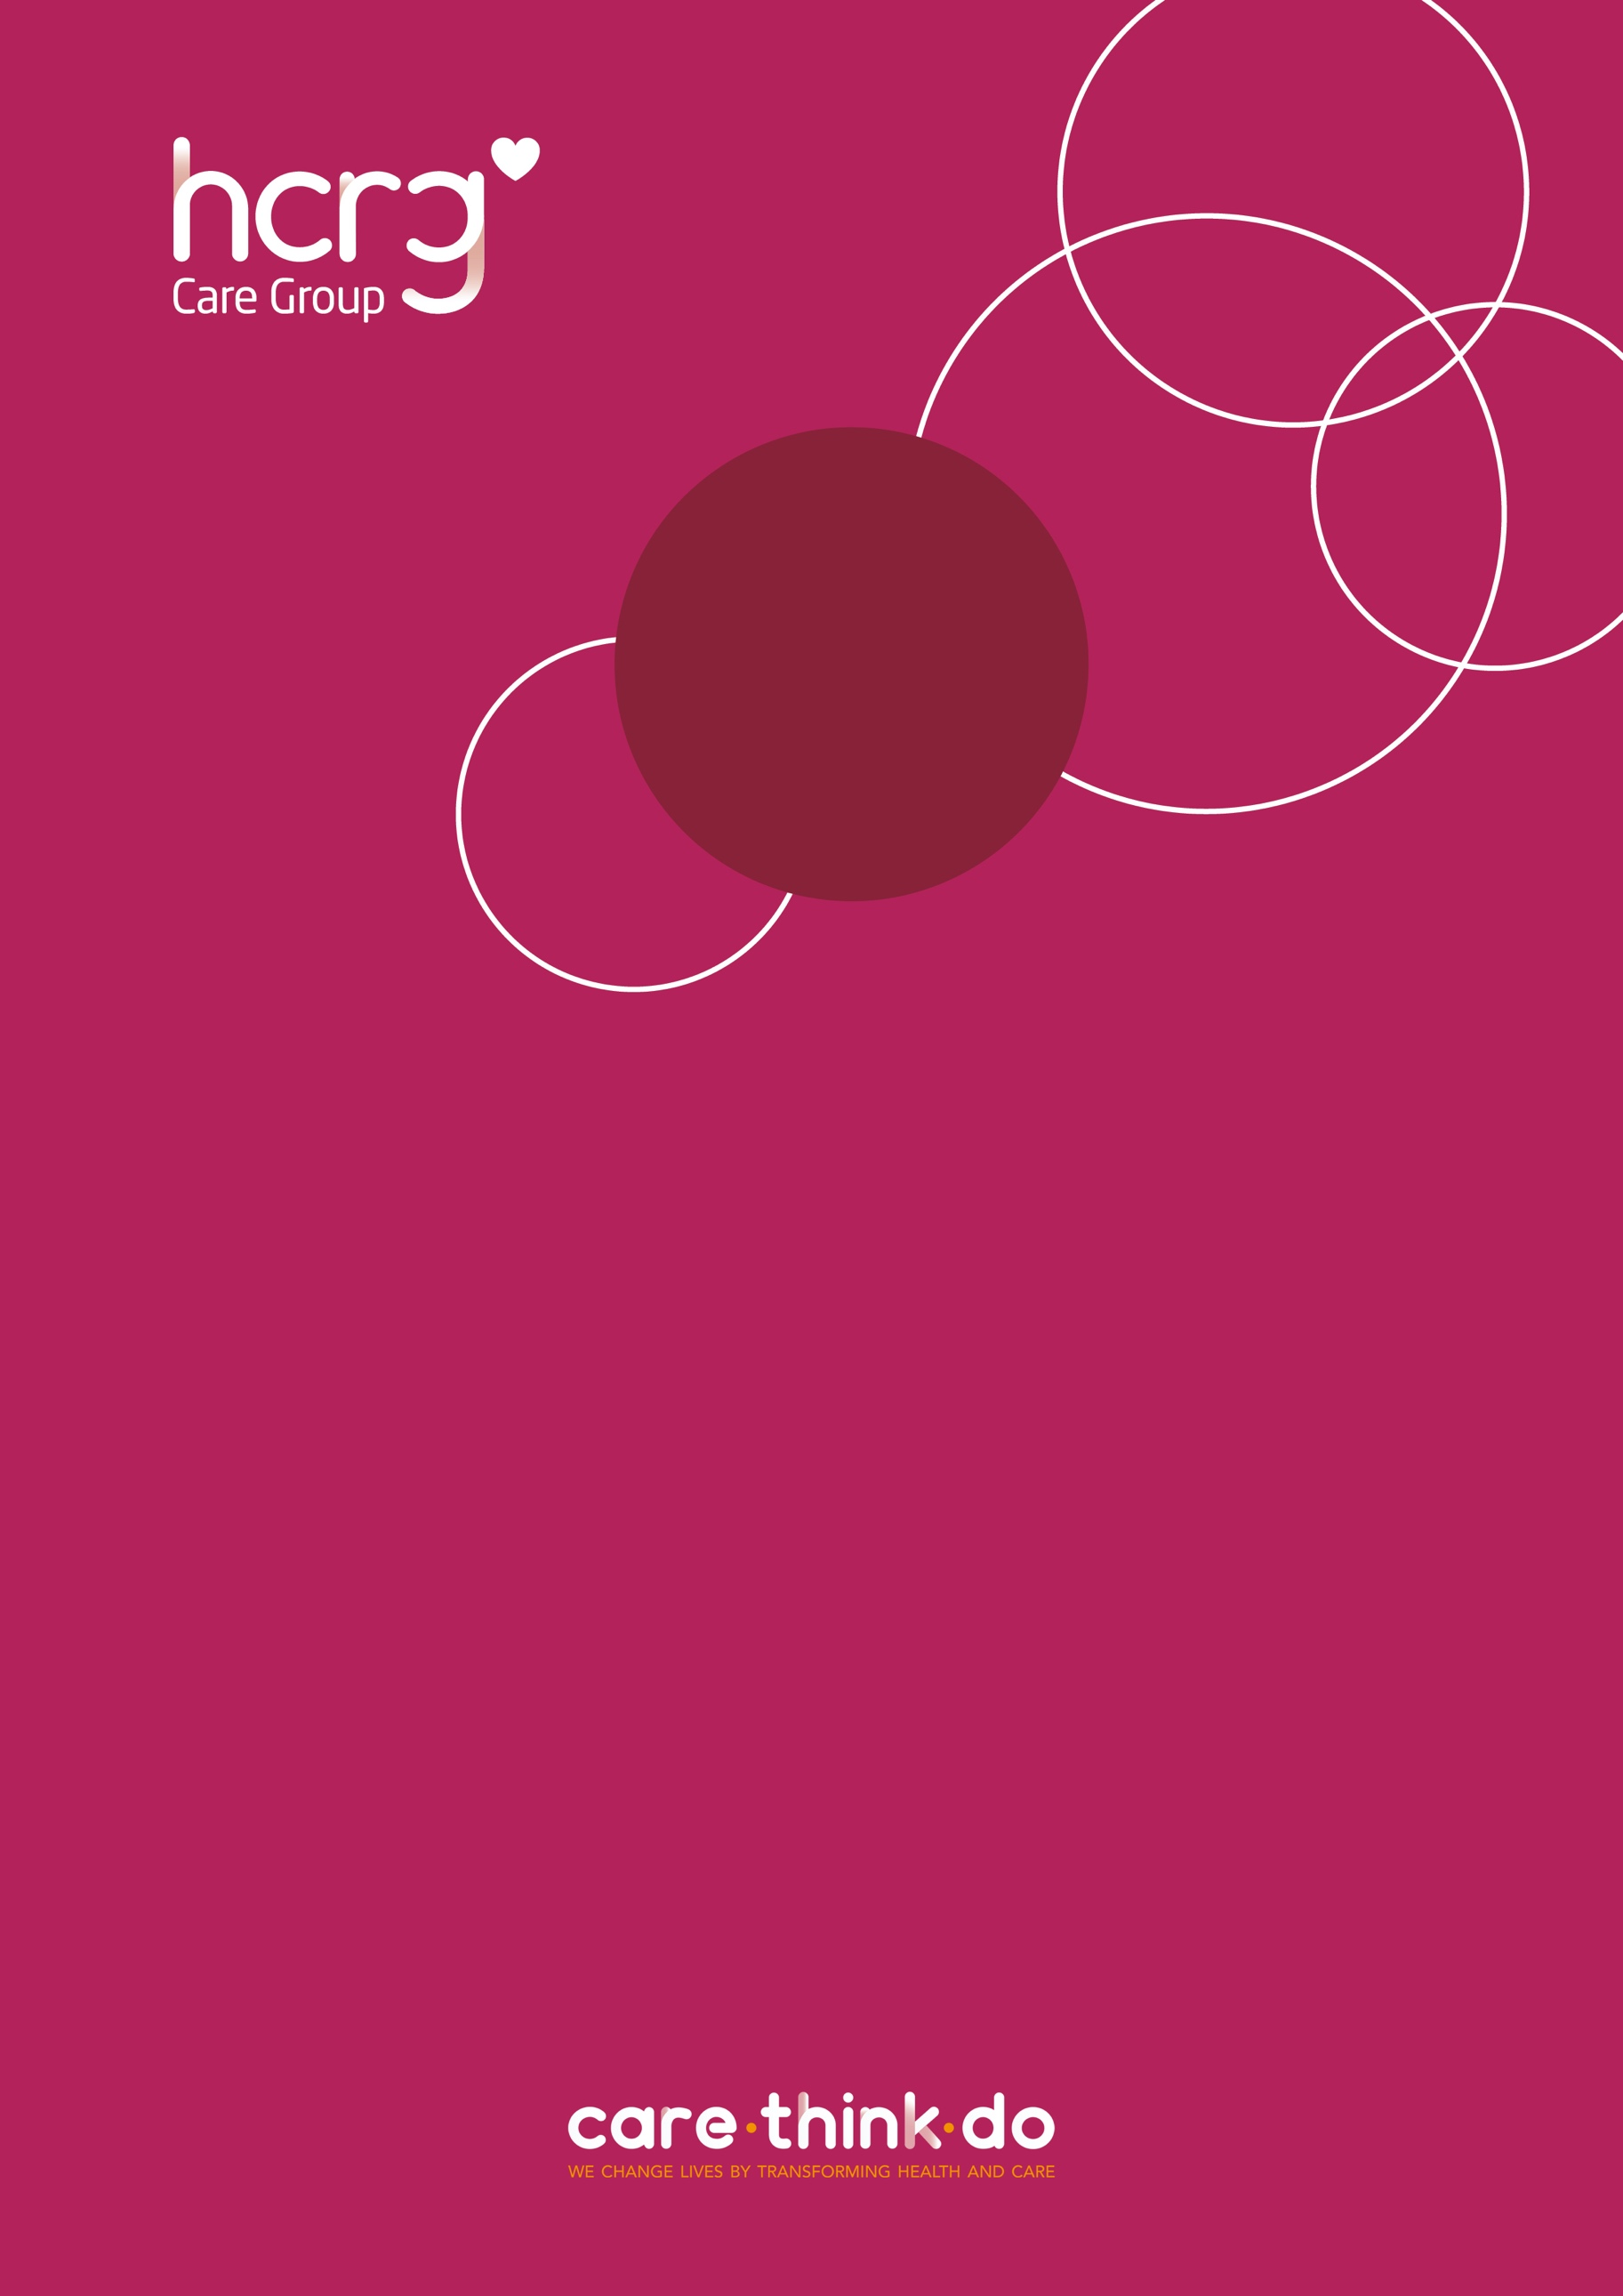 hcrg
Care Group
care·think·do
WE CHANGE LIVES BY TRANSFORMING HEALTH AND CARE